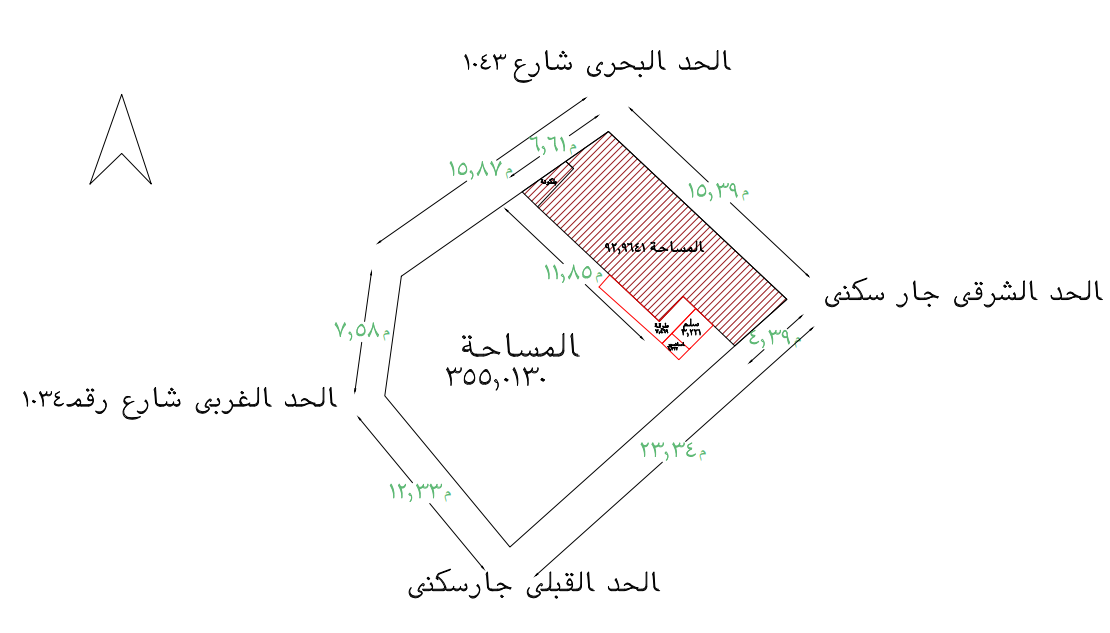 الحد البحرى شارع ١٠٤٣
٦,٦١م
١٥,٨٧م
١٥,٣٩م
المساحة ٩٢,٩٦٤١
١١,٨٥م
الحد الشرقى جار سكنى
سلم
٧,٥٨م
٤,٣٩م
المساحة
٣٥٥,٠١٣٠
الحد الغربى شارع رقم١٠٣٤
٢٣,٣٤م
١٢,٣٣م
الحد القبلى جارسكنى